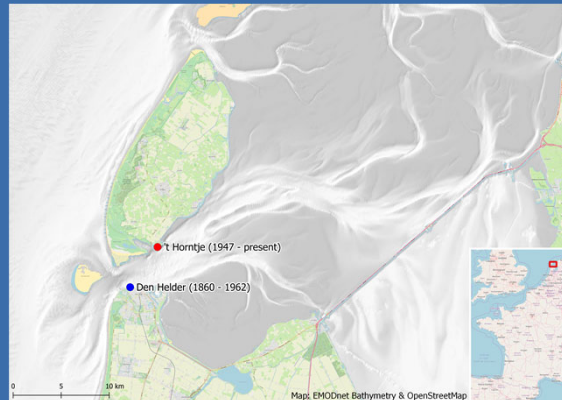 't Horntje (1947 - present)
Den Helder (1860 - 1962)
0 5 10 km
Map: EMODnet Bathymetry & OpenStreetMap